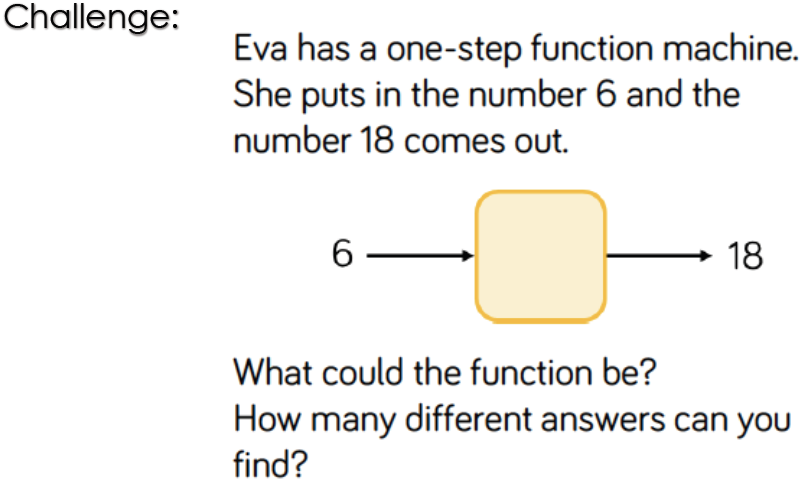 Challenge:
Eva has a one-step function machine.
She puts in the number 6 and the
number 18 comes out.
6 18
What could the function be?
How many different answers can you
find?